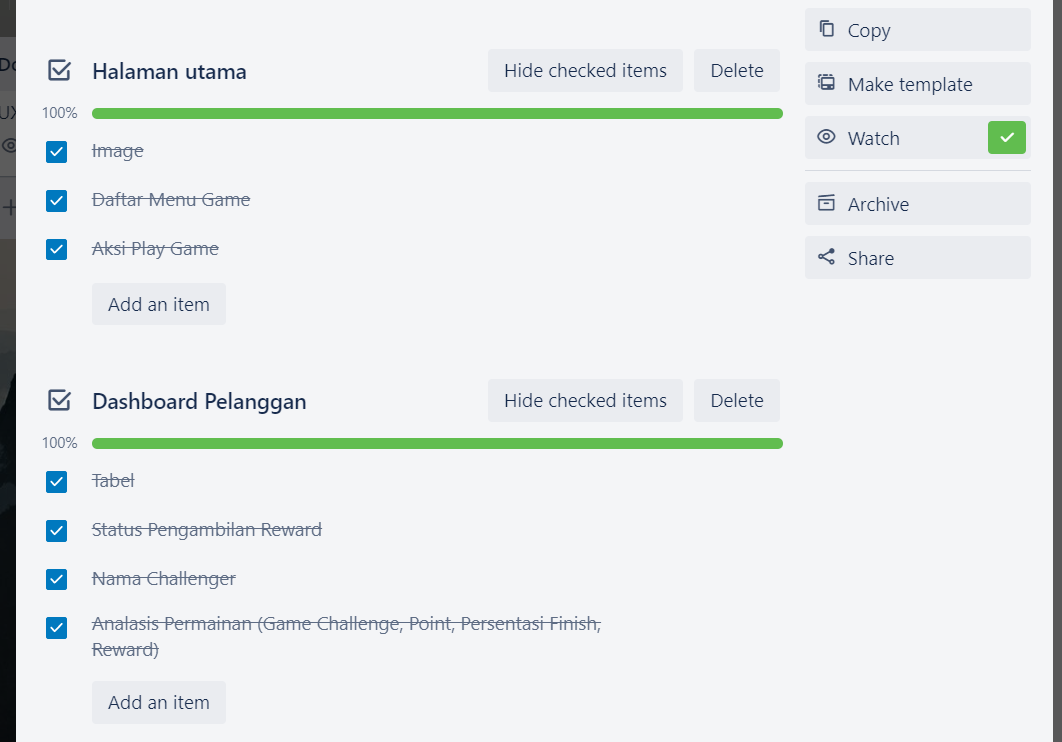 Copy
Halaman utama
Hide checked items
Delete
100%
Make template
Watch
Image
Daftar Menu Game
Archive
Aksi Play Game
Share
Add an item
Dashboard Pelanggan
Hide checked items
Delete
100%
Tabel
Status Pengambilan Reward
Nama Challenger
Analasis Permainan (Game Challenge, Point, Persentasi Finish,
Reward)
Add an item